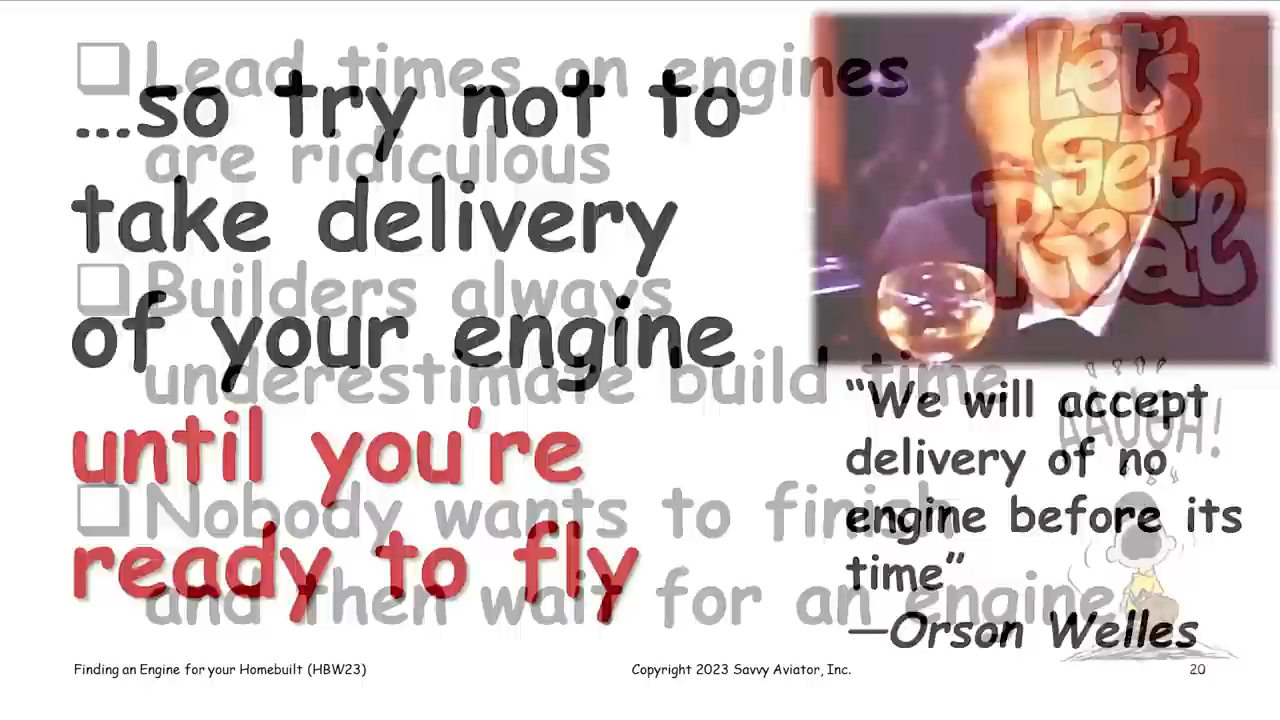 ...so try not to
take delivery
of your engine
until you're
ready to fly
❑Lead times on engines
are ridiculous
❑Builders always
underestimate build time
❑Nobody wants to finish
and then wait for an engine
Let's
Get
Real
"We will accept
delivery of no
engine before its
time"
—Orson Welles
AAUGH!
Finding an Engine for your Homebuilt (HBW23)
Copyright 2023 Savvy Aviator, Inc.
20